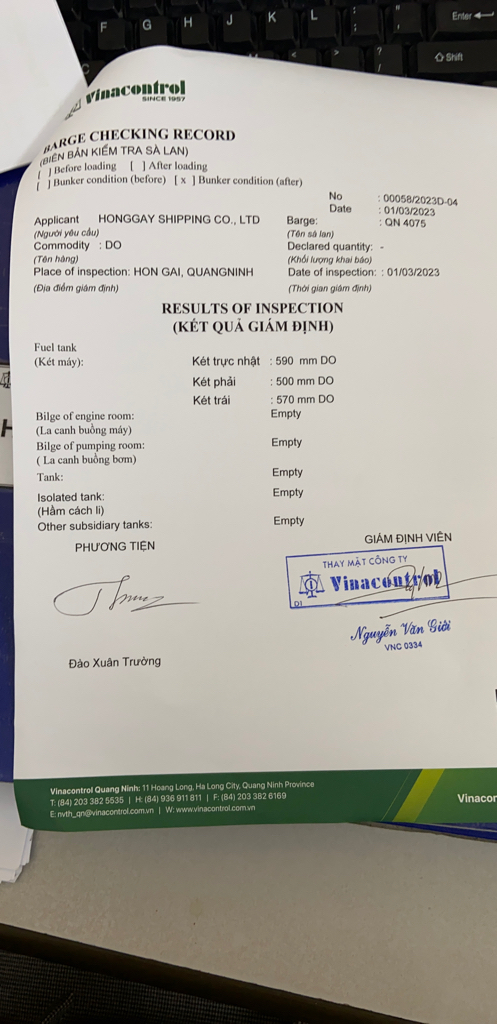 F G H J K L : ; " ' Enter
< > ? / Shift
Vinacontrol
SINCE 1957
BARGE CHECKING RECORD
(BIÊN BẢN KIỂM TRA SÀ LAN)
[ ] Before loading [ ] After loading
[ ] Bunker condition (before) [ x ] Bunker condition (after)
No : 00058/2023D-04
Date : 01/03/2023
Applicant HONGGAY SHIPPING CO., LTD Barge: : QN 4075
(Người yêu cầu) (Tên sà lan)
Commodity : DO Declared quantity: -
(Tên hàng) (Khối lượng khai báo)
Place of inspection: HON GAI, QUANGNINH Date of inspection: : 01/03/2023
(Địa điểm giám định) (Thời gian giám định)
RESULTS OF INSPECTION
(KẾT QUẢ GIÁM ĐỊNH)
Fuel tank
(Két máy): Két trực nhật : 590 mm DO
Két phải : 500 mm DO
Két trái : 570 mm DO
Bilge of engine room: Empty
(La canh buồng máy)
Bilge of pumping room: Empty
( La canh buồng bơm)
Tank: Empty
Isolated tank: Empty
(Hầm cách li)
Other subsidiary tanks: Empty
PHƯƠNG TIỆN GIÁM ĐỊNH VIÊN
THAY MẶT CÔNG TY
Vinacontrol
D1
Nguyễn Văn Giỏi
VNC 0334
Đào Xuân Trường
Vinacontrol Quang Ninh: 11 Hoang Long, Ha Long City, Quang Ninh Province
T: (84) 203 382 5535 | H: (84) 936 911 811 | F: (84) 203 382 6169
E: nvth_qn@vinacontrol.com.vn | W: www.vinacontrol.com.vn
Vinacon